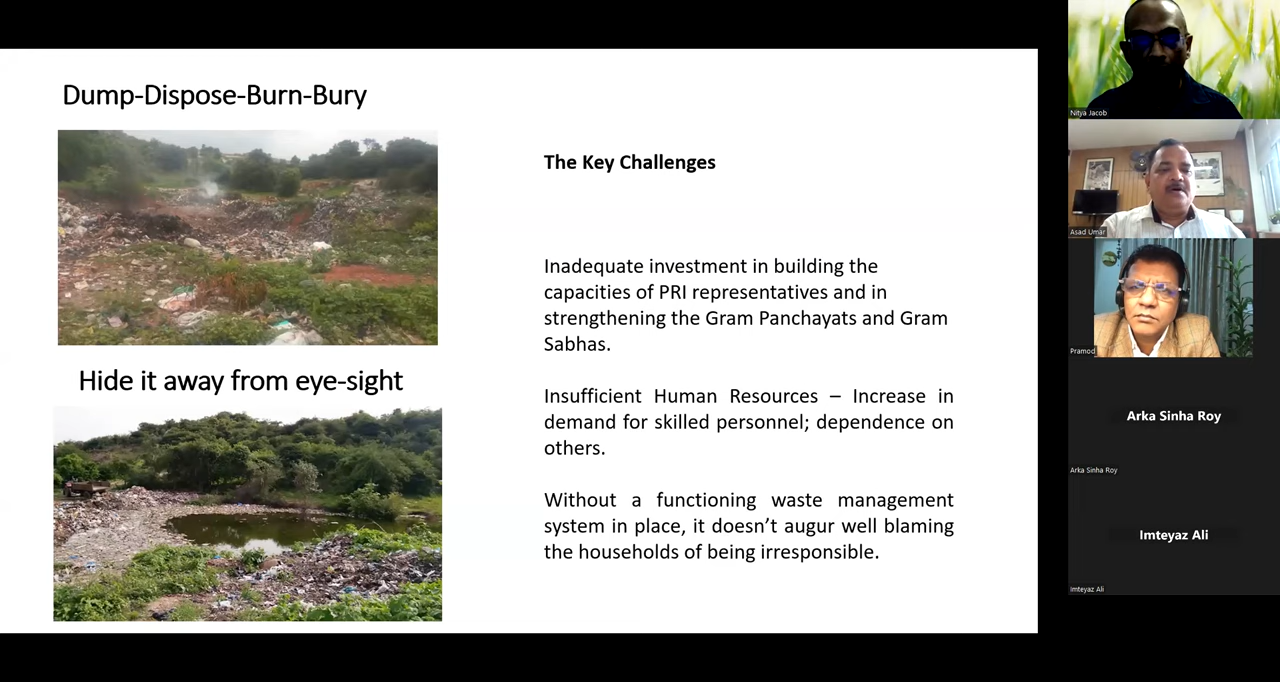 Dump-Dispose-Burn-Bury
Hide it away from eye-sight
The Key Challenges
Inadequate investment in building the
capacities of PRI representatives and in
strengthening the Gram Panchayats and Gram
Sabhas.
Insufficient Human Resources – Increase in
demand for skilled personnel; dependence on
others.
Without a functioning waste management
system in place, it doesn’t augur well blaming
the households of being irresponsible.
Nitya Jacob
Asad Umar
Pramod
Arka Sinha Roy
Arka Sinha Roy
Imteyaz Ali
Imteyaz Ali